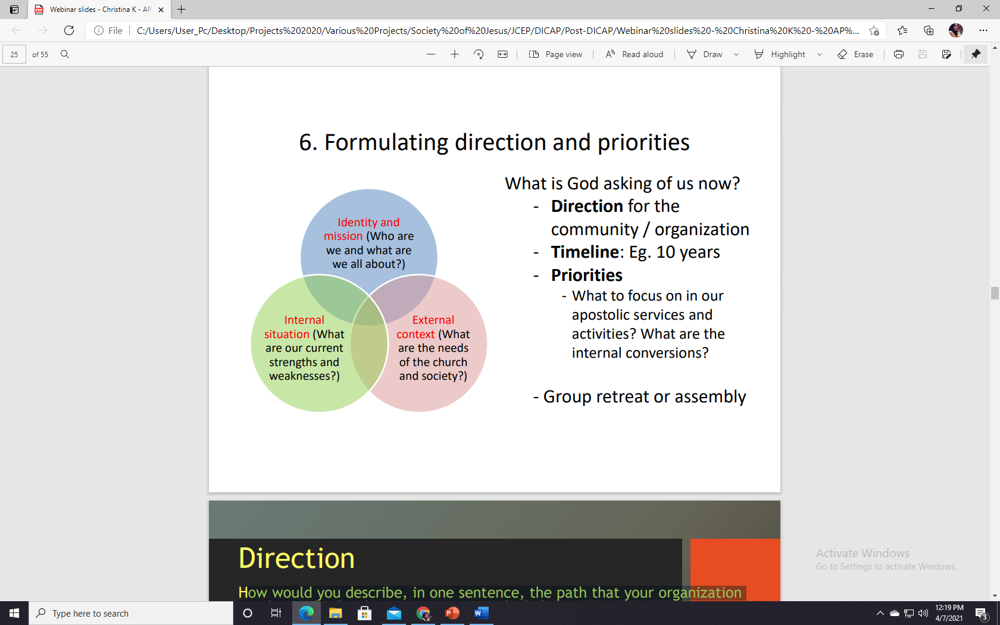 Webinar slides - Christina K - AP
File
C:/Users/User_Pc/Desktop/Projects%202020/Various%20Projects/Society%20of%20Jesus/JCEP/DICAP/Post-DICAP/Webinar%20slides%20-%20Christina%20K%20-%20AP%...
25
of 55
Page view
Read aloud
Draw
Highlight
Erase
6. Formulating direction and priorities
Identity and
mission (Who are
we and what are
we all about?)
Internal
situation (What
are our current
strengths and
weaknesses?)
External
context (What
are the needs
of the church
and society?)
What is God asking of us now?
- Direction for the
community / organization
- Timeline: Eg. 10 years
- Priorities
- What to focus on in our
apostolic services and
activities? What are the
internal conversions?
- Group retreat or assembly
Direction
How would you describe, in one sentence, the path that your organization
Activate Windows
Go to Settings to activate Windows.
Type here to search
12:19 PM
4/7/2021
3